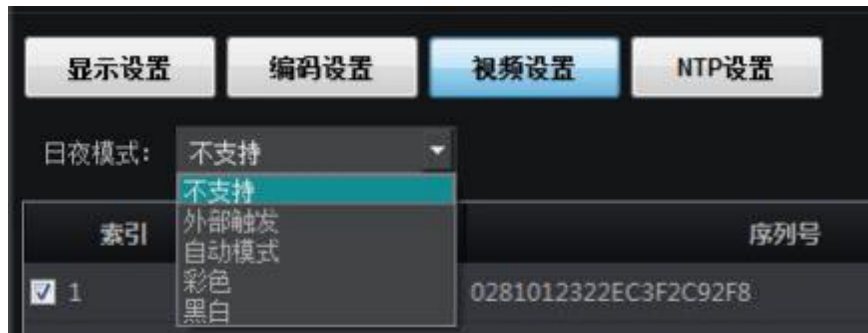 显示设置 编码设置 视频设置 NTP设置
日夜模式: 不支持
不支持
索引 外部触发 序列号
自动模式
1 彩色 0281012322EC3F2C92F8
黑白